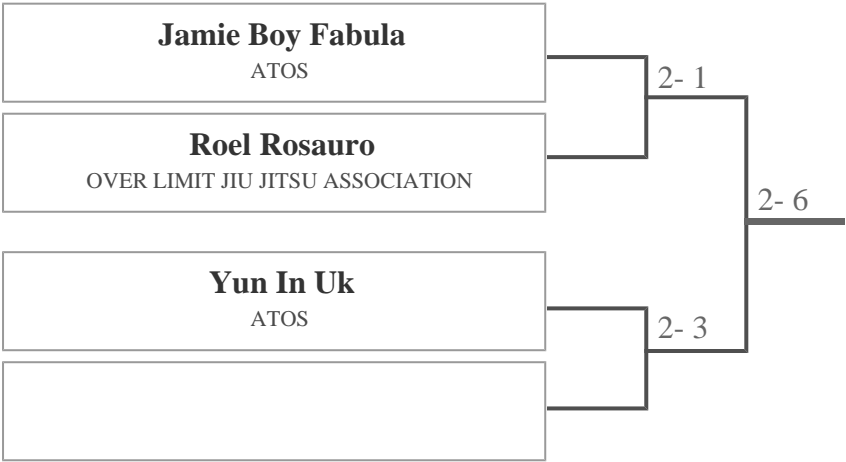 Jamie Boy Fabula
ATOS
2- 1
Roel Rosauro
OVER LIMIT JIU JITSU ASSOCIATION
2- 6
Yun In Uk
ATOS
2- 3